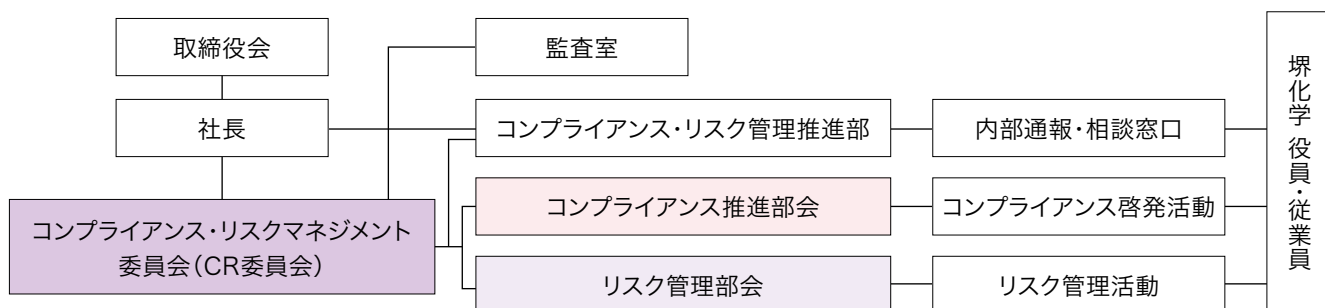 取締役会
監査室
社長
コンプライアンス・リスク管理推進部
内部通報・相談窓口
コンプライアンス・リスクマネジメント
委員会(CR委員会)
コンプライアンス推進部会
コンプライアンス啓発活動
リスク管理部会
リスク管理活動
堺化学 役員・従業員